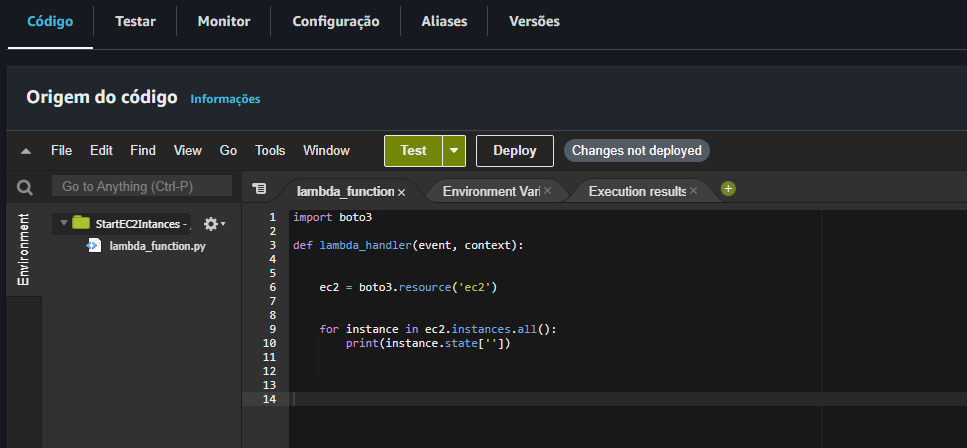 Código Testar Monitor Configuração Aliases Versões
Origem do código Informações
File Edit Find View Go Tools Window Test Deploy Changes not deployed
Go to Anything (Ctrl-P) lambda_function Environment Vari Execution results
Environment
StartEC2Intances -
lambda_function.py
1 import boto3
2
3 def lambda_handler(event, context):
4
5
6 ec2 = boto3.resource('ec2')
7
8
9 for instance in ec2.instances.all():
10 print(instance.state[''])
11
12
13
14